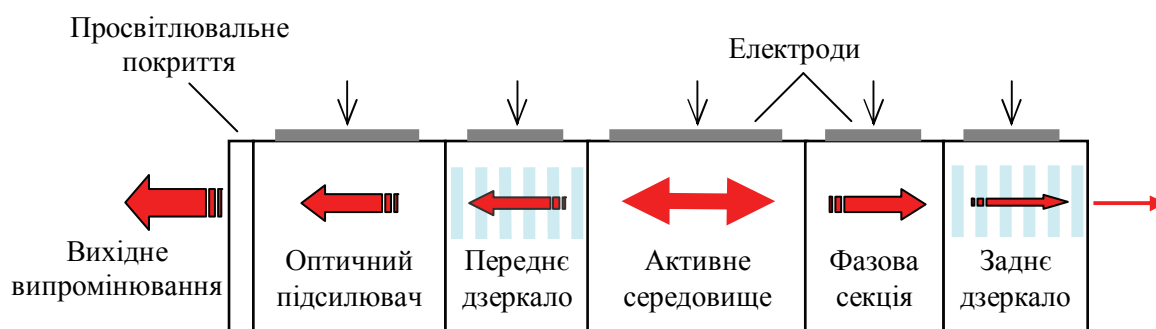 Просвітлювальне
покриття
Електроди
Вихідне
випромінювання
Оптичний
підсилювач
Переднє
дзеркало
Активне
середовище
Фазова
секція
Заднє
дзеркало